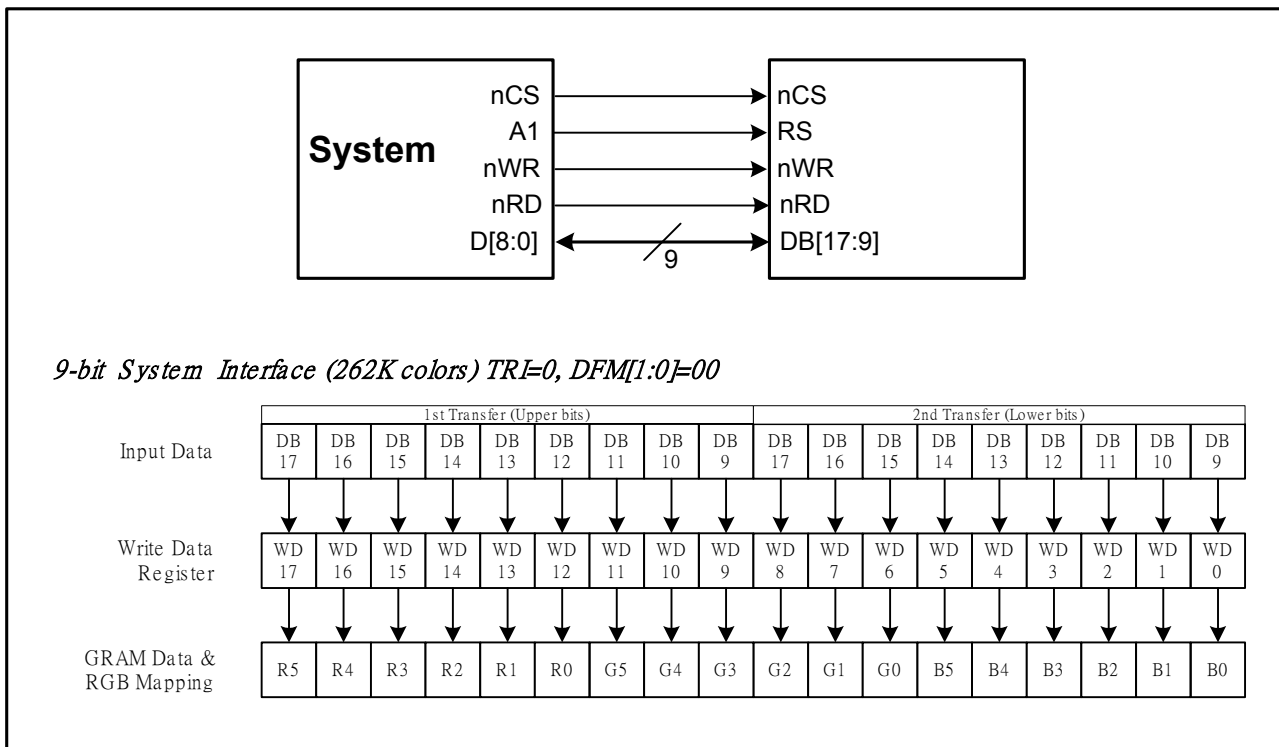 nCS nCS
System A1 RS
nWR nWR
nRD nRD
D[8:0] 9 DB[17:9]
9-bit System Interface (262K colors) TRI=0, DFM[1:0]=00
1st Transfer (Upper bits) 2nd Transfer (Lower bits)
Input Data DB 17 DB 16 DB 15 DB 14 DB 13 DB 12 DB 11 DB 10 DB 9 DB 17 DB 16 DB 15 DB 14 DB 13 DB 12 DB 11 DB 10 DB 9
Write Data Register WD 17 WD 16 WD 15 WD 14 WD 13 WD 12 WD 11 WD 10 WD 9 WD 8 WD 7 WD 6 WD 5 WD 4 WD 3 WD 2 WD 1 WD 0
GRAM Data & RGB Mapping R5 R4 R3 R2 R1 R0 G5 G4 G3 G2 G1 G0 B5 B4 B3 B2 B1 B0